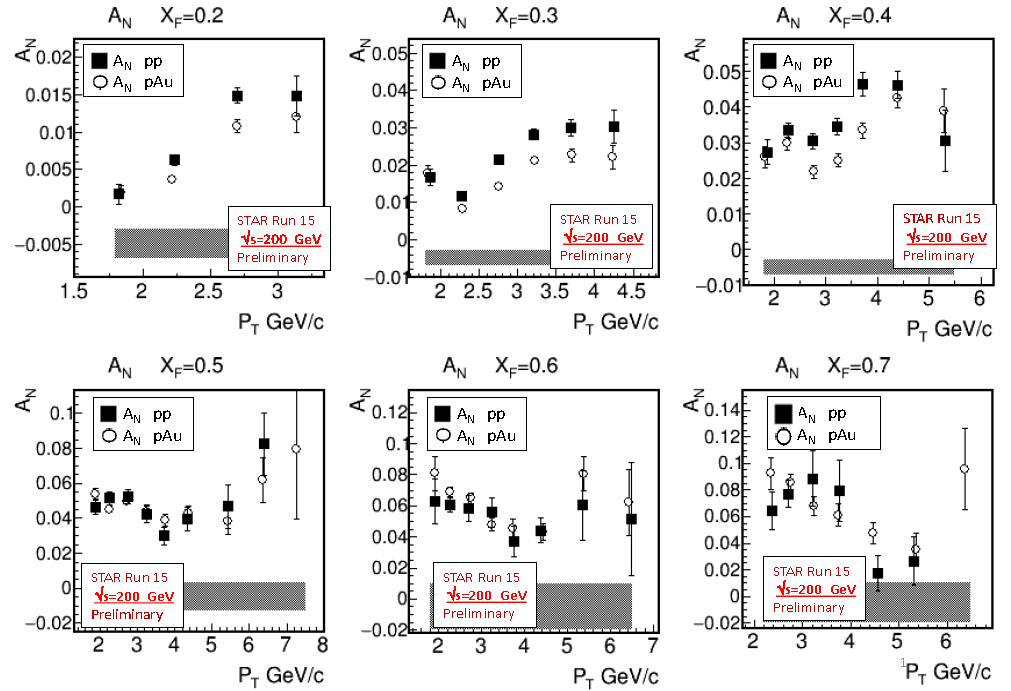 A_N X_F=0.2
A_N
A_N pp
A_N pAu
0.02
0.015
0.01
0.005
0
−0.005
STAR Run 15
√s=200 GeV
Preliminary
1.5 2 2.5 3
P_T GeV/c
A_N X_F=0.3
A_N
A_N pp
A_N pAu
0.05
0.04
0.03
0.02
0.01
0
−0.01
STAR Run 15
√s=200 GeV
Preliminary
2 2.5 3 3.5 4 4.5
P_T GeV/c
A_N X_F=0.4
A_N
A_N pp
A_N pAu
0.05
0.04
0.03
0.02
0.01
0
−0.01
STAR Run 15
√s=200 GeV
Preliminary
2 3 4 5 6
P_T GeV/c
A_N X_F=0.5
A_N
A_N pp
A_N pAu
0.1
0.08
0.06
0.04
0.02
0
−0.02
STAR Run 15
√s=200 GeV
Preliminary
2 3 4 5 6 7 8
P_T GeV/c
A_N X_F=0.6
A_N
A_N pp
A_N pAu
0.12
0.1
0.08
0.06
0.04
0.02
0
−0.02
STAR Run 15
√s=200 GeV
Preliminary
2 3 4 5 6 7
P_T GeV/c
A_N X_F=0.7
A_N
A_N pp
A_N pAu
0.14
0.12
0.1
0.08
0.06
0.04
0.02
0
−0.02
STAR Run 15
√s=200 GeV
Preliminary
2 3 4 5 6
1
P_T GeV/c